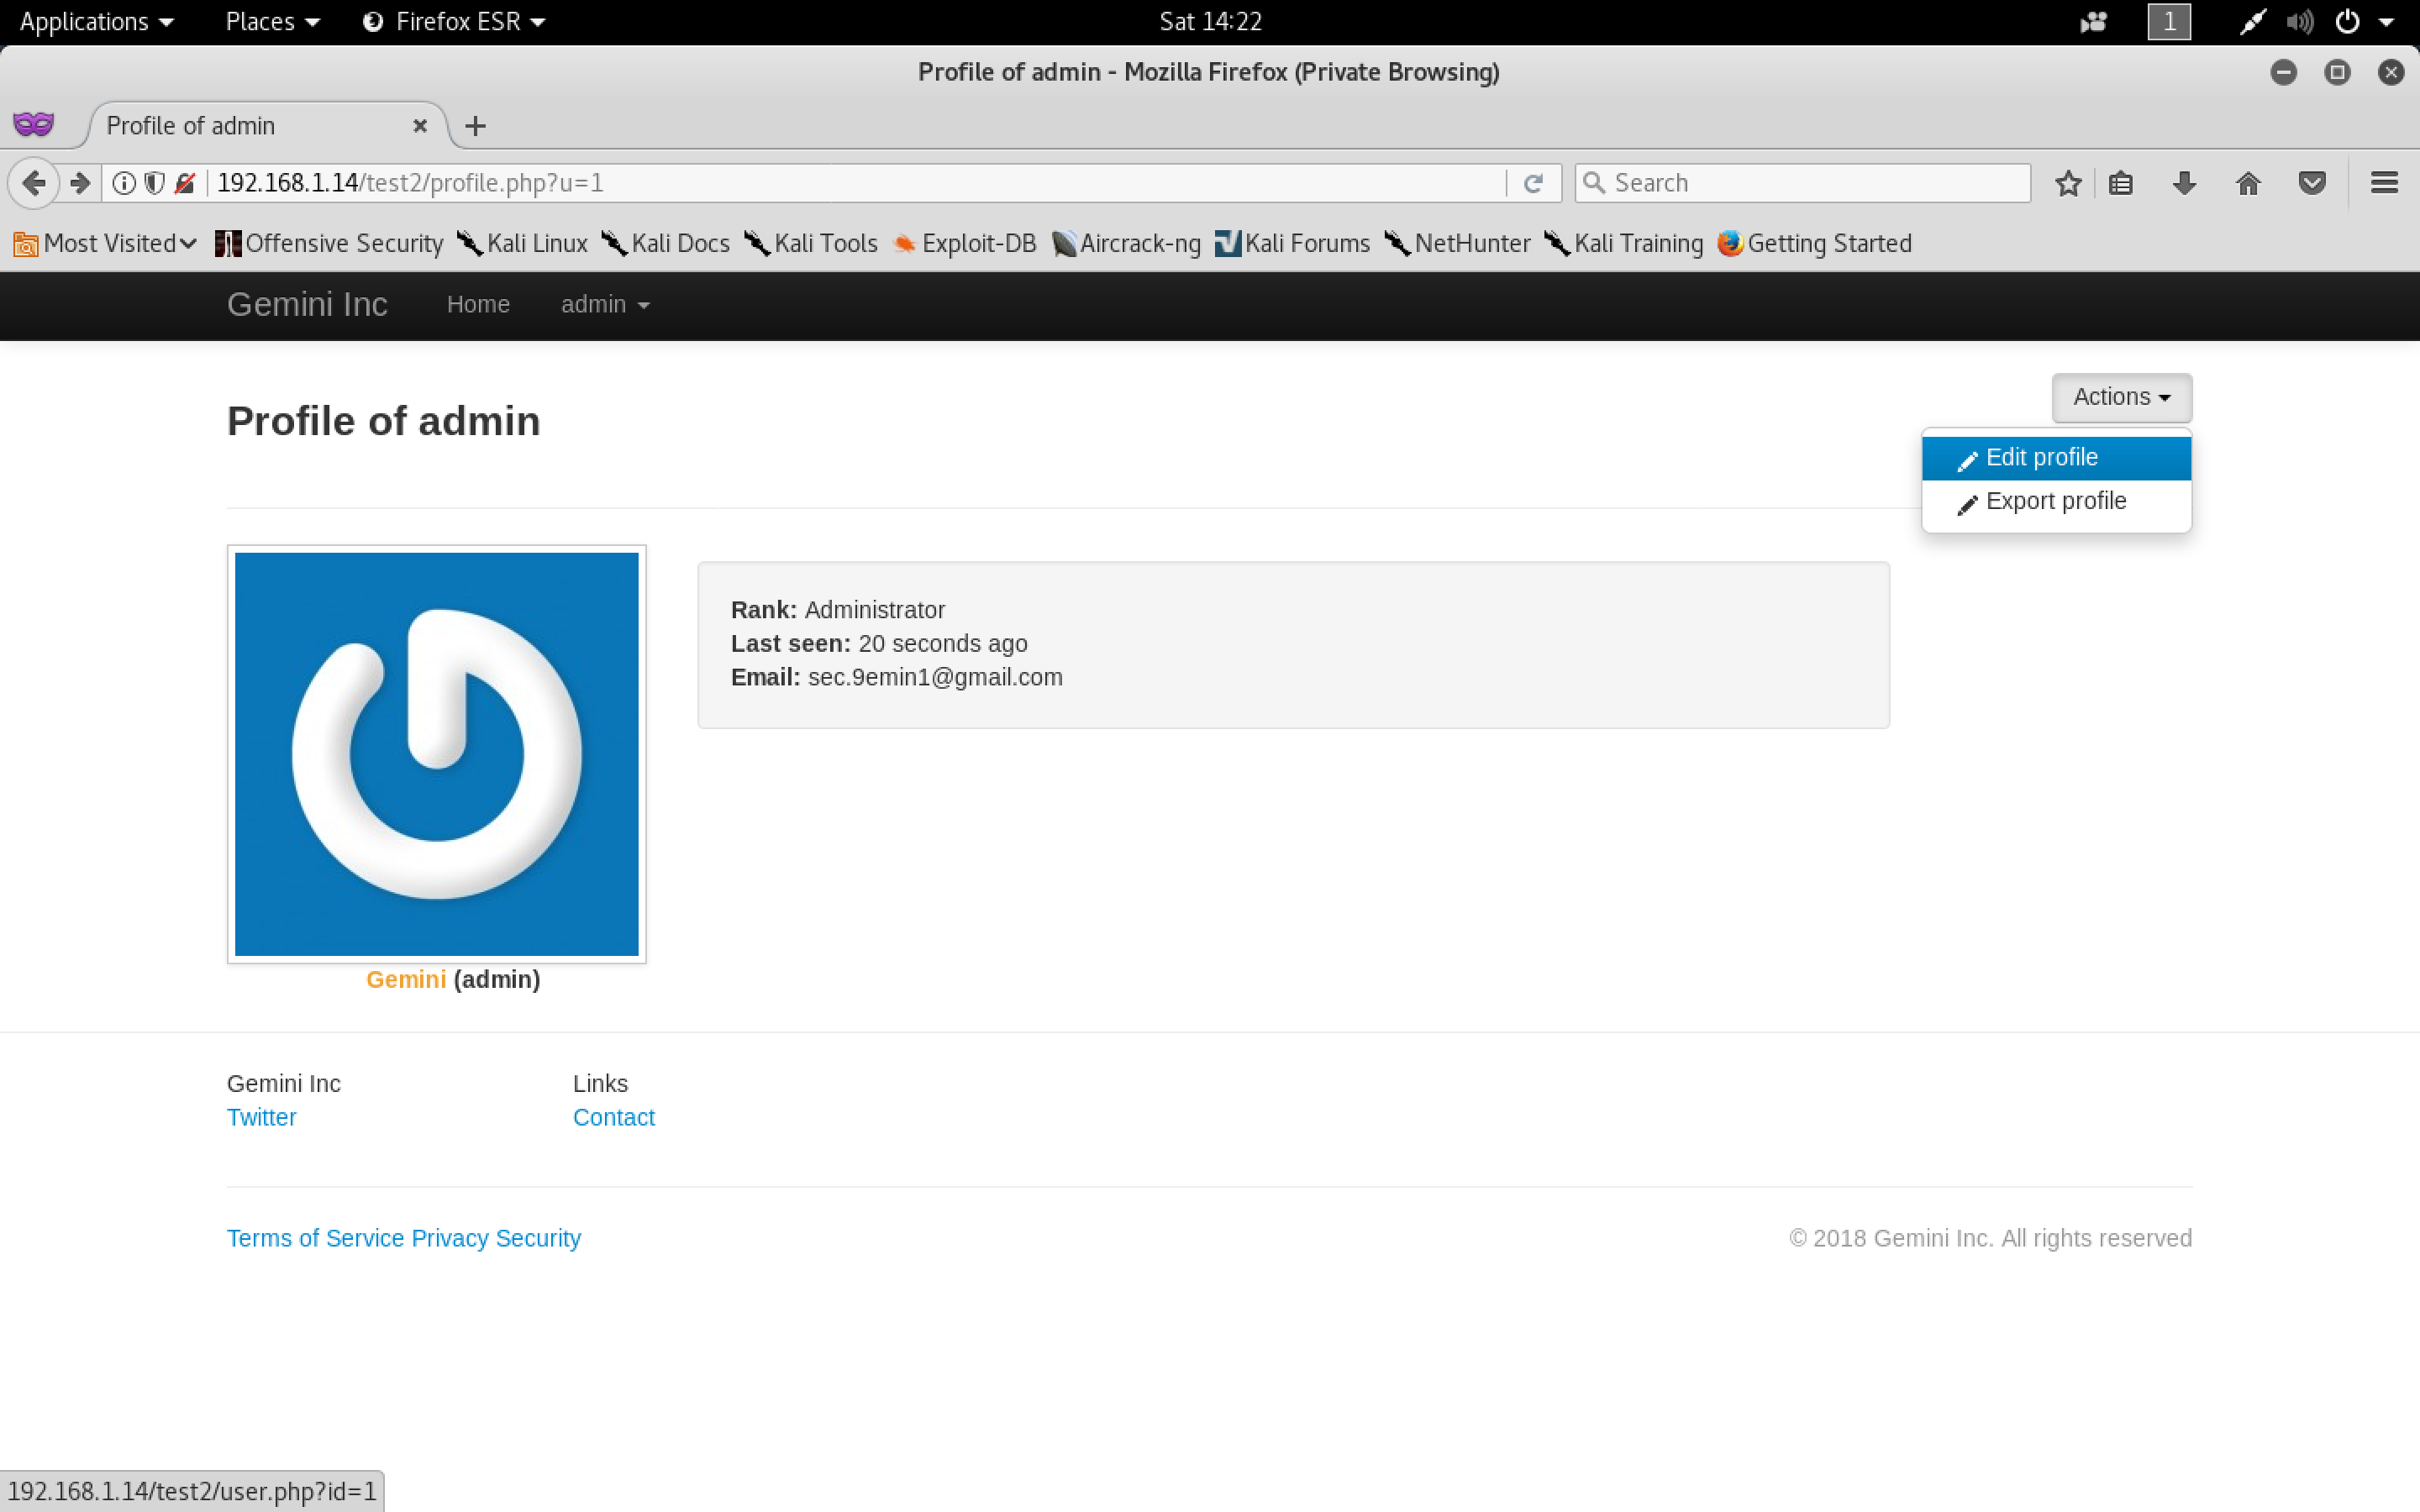 Applications Places Firefox ESR Sat 14:22 1
Profile of admin - Mozilla Firefox (Private Browsing)
Profile of admin
192.168.1.14/test2/profile.php?u=1 Search
Most Visited Offensive Security Kali Linux Kali Docs Kali Tools Exploit-DB Aircrack-ng Kali Forums NetHunter Kali Training Getting Started
Gemini Inc Home admin
Actions
Profile of admin
Edit profile
Export profile
Rank: Administrator
Last seen: 20 seconds ago
Email: sec.9emin1@gmail.com
Gemini (admin)
Gemini Inc Links
Twitter Contact
Terms of Service Privacy Security © 2018 Gemini Inc. All rights reserved
192.168.1.14/test2/user.php?id=1